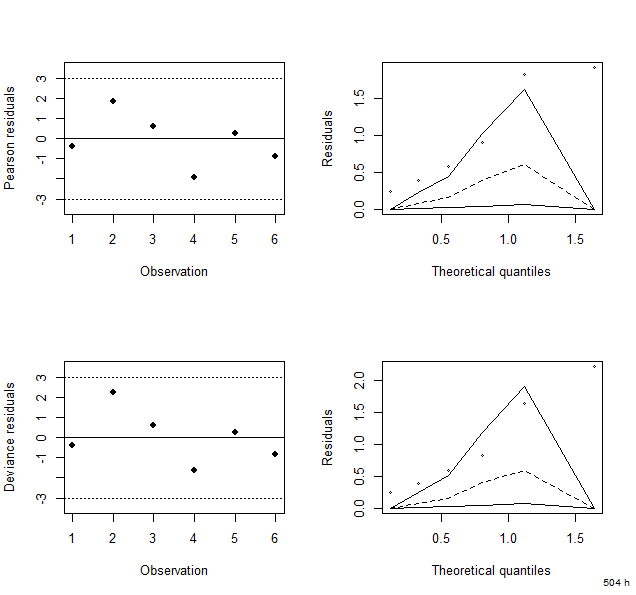 Pearson residuals
3
2
1
0
-1
-3
1 2 3 4 5 6
Observation
Residuals
1.5
1.0
0.5
0.0
0.5 1.0 1.5
Theoretical quantiles
Deviance residuals
3
2
1
0
-1
-3
1 2 3 4 5 6
Observation
Residuals
2.0
1.5
1.0
0.5
0.0
0.5 1.0 1.5
Theoretical quantiles
504 h